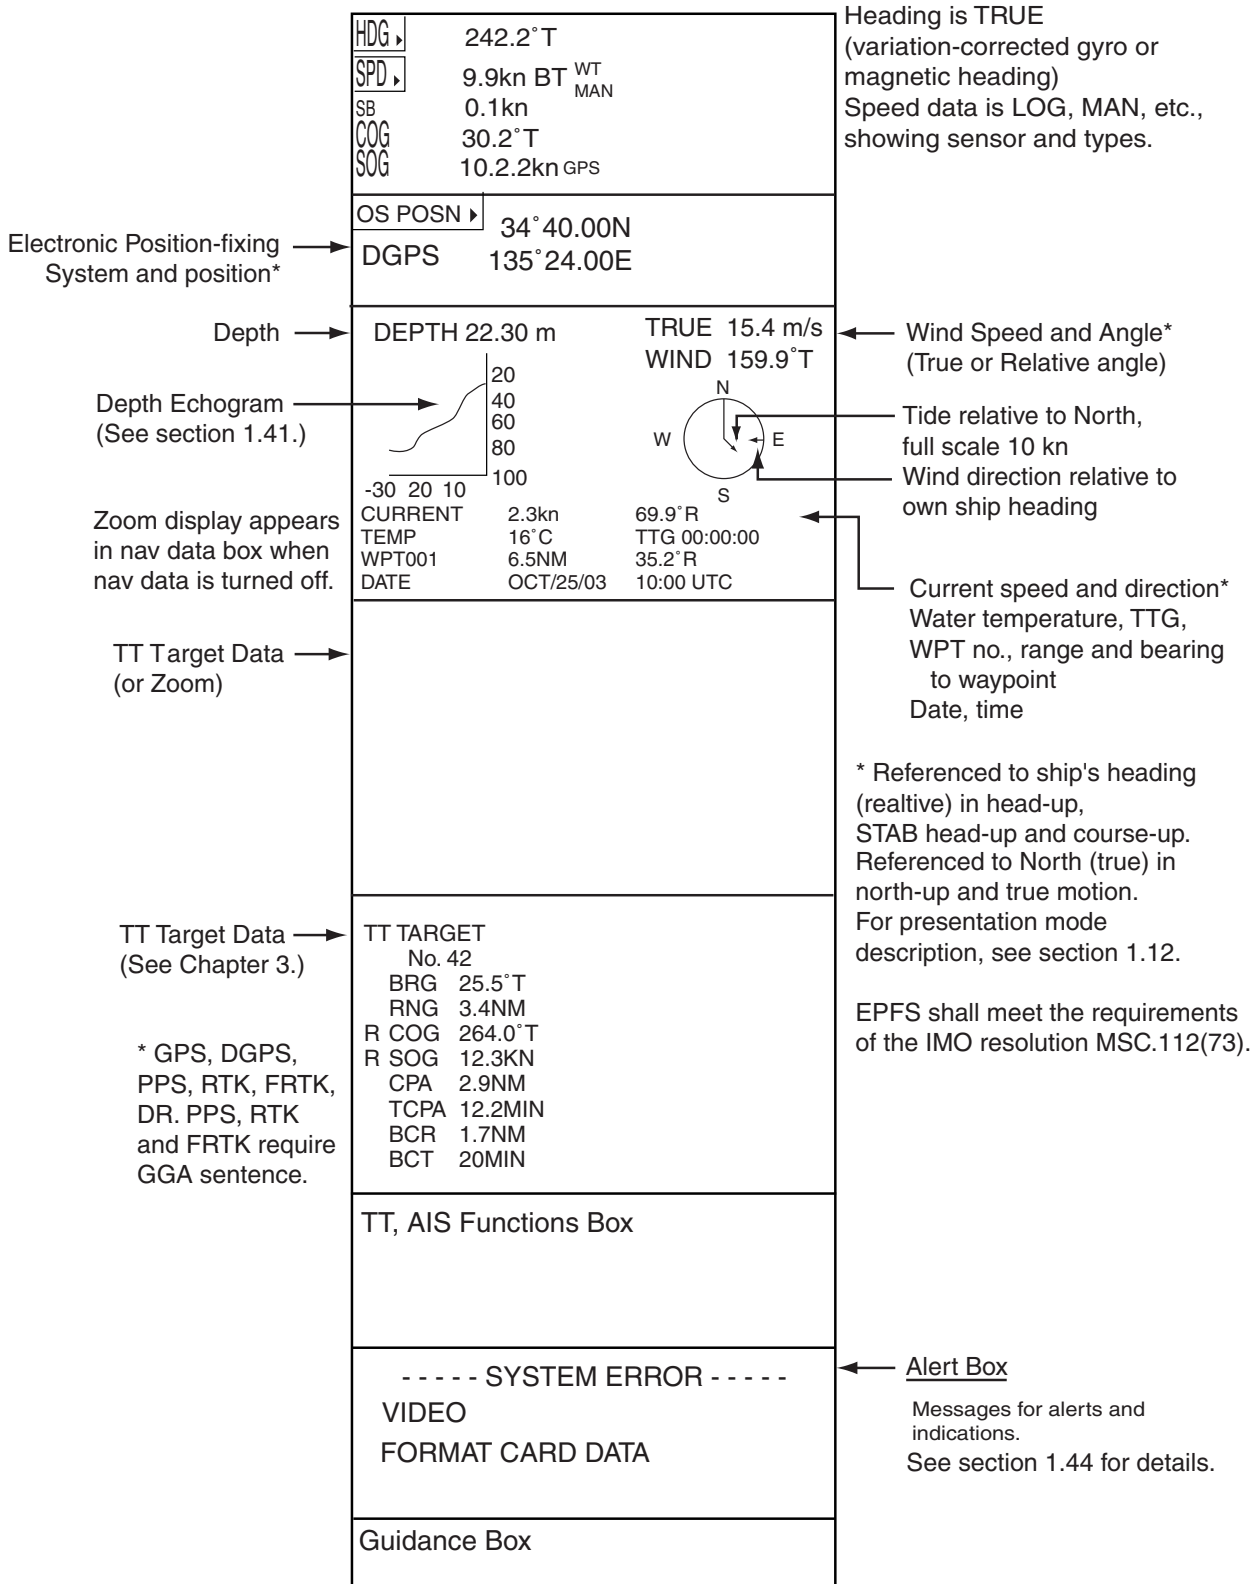 HDG ▸ 242.2°T
SPD ▸ 9.9kn BT WT MAN
SB 0.1kn
COG 30.2°T
SOG 10.2.2kn GPS
Heading is TRUE
(variation-corrected gyro or
magnetic heading)
Speed data is LOG, MAN, etc.,
showing sensor and types.
Electronic Position-fixing
System and position*
OS POSN ▸ 34°40.00N
DGPS 135°24.00E
Depth
DEPTH 22.30 m
TRUE 15.4 m/s
WIND 159.9°T
Wind Speed and Angle*
(True or Relative angle)
Depth Echogram
(See section 1.41.)
20
40
60
80
100
-30 20 10
N
W E
S
Tide relative to North,
full scale 10 kn
Wind direction relative to
own ship heading
Zoom display appears
in nav data box when
nav data is turned off.
CURRENT 2.3kn 69.9°R
TEMP 16°C TTG 00:00:00
WPT001 6.5NM 35.2°R
DATE OCT/25/03 10:00 UTC
Current speed and direction*
Water temperature, TTG,
WPT no., range and bearing
to waypoint
Date, time
TT Target Data
(or Zoom)
* Referenced to ship's heading
(realtive) in head-up,
STAB head-up and course-up.
Referenced to North (true) in
north-up and true motion.
For presentation mode
description, see section 1.12.
EPFS shall meet the requirements
of the IMO resolution MSC.112(73).
TT Target Data
(See Chapter 3.)
* GPS, DGPS,
PPS, RTK, FRTK,
DR. PPS, RTK
and FRTK require
GGA sentence.
TT TARGET
No. 42
BRG 25.5°T
RNG 3.4NM
R COG 264.0°T
R SOG 12.3KN
CPA 2.9NM
TCPA 12.2MIN
BCR 1.7NM
BCT 20MIN
TT, AIS Functions Box
- - - - - SYSTEM ERROR - - - - -
VIDEO
FORMAT CARD DATA
Alert Box
Messages for alerts and
indications.
See section 1.44 for details.
Guidance Box